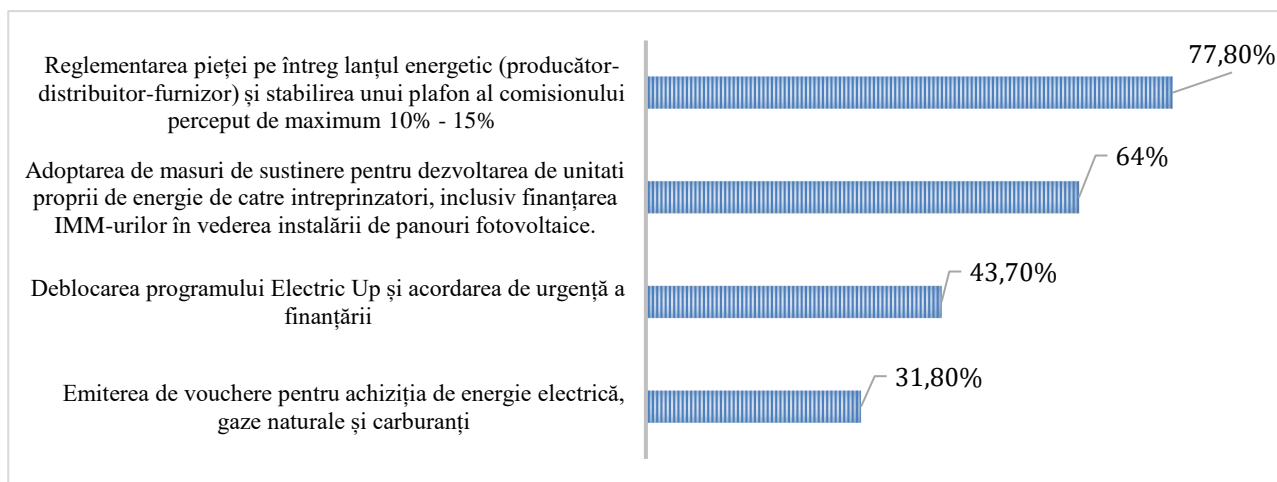 Reglementarea pieței pe întreg lanțul energetic (producător-
distribuitor-furnizor) și stabilirea unui plafon al comisionului
perceput de maximum 10% - 15%
77,80%
Adoptarea de masuri de sustinere pentru dezvoltarea de unitati
proprii de energie de catre intreprinzatori, inclusiv finanțarea
IMM-urilor în vederea instalării de panouri fotovoltaice.
64%
Deblocarea programului Electric Up și acordarea de urgență a
finanțării
43,70%
Emiterea de vouchere pentru achiziția de energie electrică,
gaze naturale și carburanți
31,80%